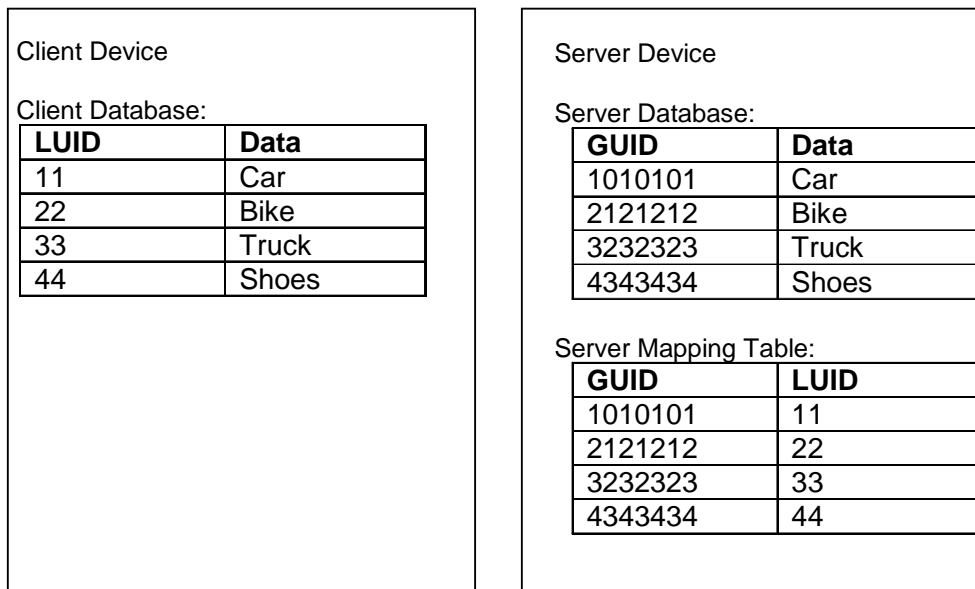 Client Device
Client Database:
LUID Data
11 Car
22 Bike
33 Truck
44 Shoes
Server Device
Server Database:
GUID Data
1010101 Car
2121212 Bike
3232323 Truck
4343434 Shoes
Server Mapping Table:
GUID LUID
1010101 11
2121212 22
3232323 33
4343434 44